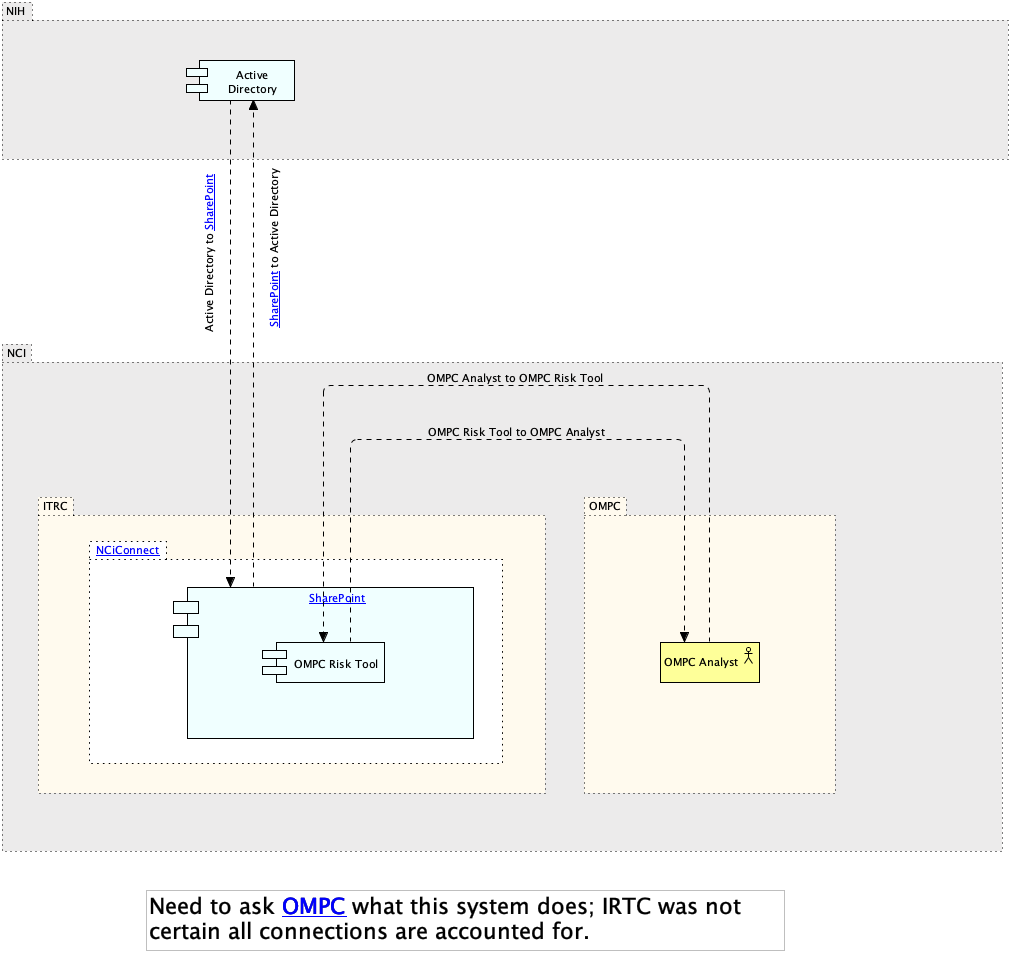 NIH
Active
Directory
Active Directory to SharePoint
SharePoint to Active Directory
NCI
OMPC Analyst to OMPC Risk Tool
OMPC Risk Tool to OMPC Analyst
ITRC
OMPC
NCiConnect
SharePoint
OMPC Risk Tool
OMPC Analyst
Need to ask OMPC what this system does; IRTC was not
certain all connections are accounted for.